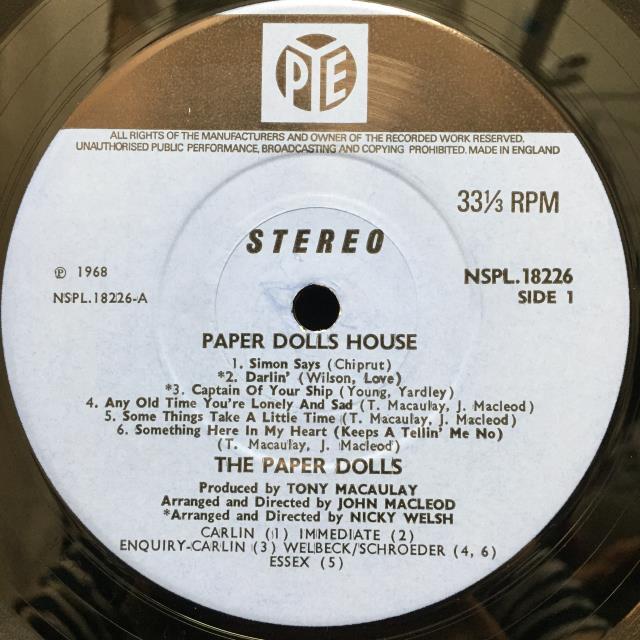 PYE
ALL RIGHTS OF THE MANUFACTURERS AND OWNER OF THE RECORDED WORK RESERVED.
UNAUTHORISED PUBLIC PERFORMANCE, BROADCASTING AND COPYING PROHIBITED. MADE IN ENGLAND
33⅓ RPM
STEREO
℗ 1968
NSPL.18226
NSPL.18226-A
SIDE 1
PAPER DOLLS HOUSE
1. Simon Says (Chiprut)
*2. Darlin' (Wilson, Love)
*3. Captain Of Your Ship (Young, Yardley)
4. Any Old Time You're Lonely And Sad (T. Macaulay, J. Macleod)
5. Some Things Take A Little Time (T. Macaulay, J. Macleod)
6. Something Here In My Heart (Keeps A Tellin' Me No)
(T. Macaulay, J. Macleod)
THE PAPER DOLLS
Produced by TONY MACAULAY
Arranged and Directed by JOHN MACLEOD
*Arranged and Directed by NICKY WELSH
CARLIN (1) IMMEDIATE (2)
ENQUIRY-CARLIN (3) WELBECK/SCHROEDER (4, 6)
ESSEX (5)